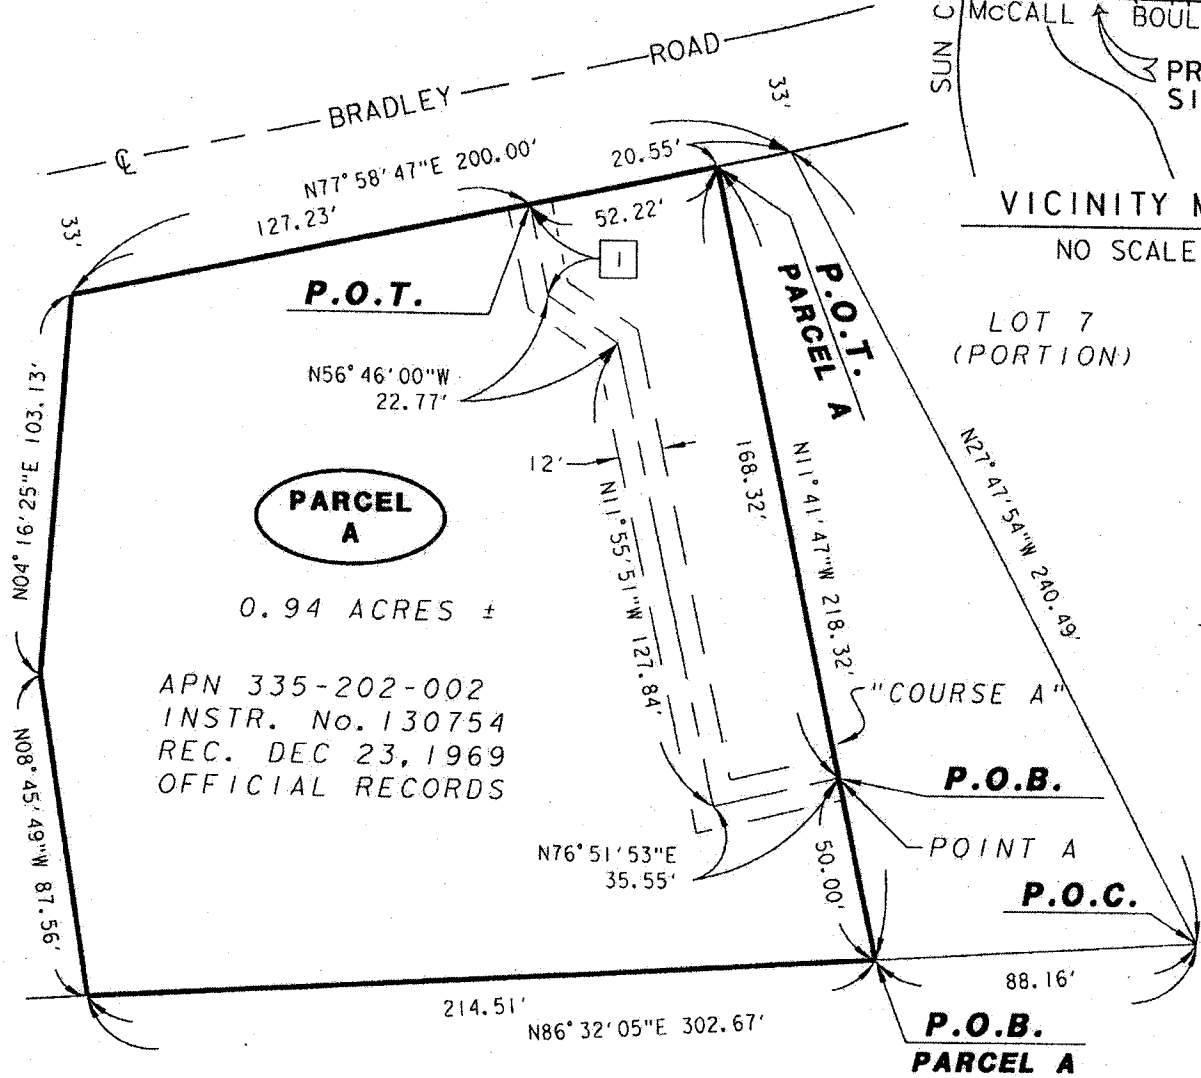 SUN C
McCALL
BOUL
PR
SI
ROAD
BRADLEY
℄
33'
33'
N77°58'47"E 200.00'
20.55'
127.23'
52.22'
1
VICINITY M
NO SCALE
P.O.T.
P.O.T.
PARCEL A
LOT 7
(PORTION)
N56°46'00"W
22.77'
N04°16'25"E 103.13'
12'
168.32'
N11°41'47"W 218.32'
N27°47'54"W 240.49'
N11°55'51"W 127.84'
PARCEL
A
0.94 ACRES ±
APN 335-202-002
INSTR. No. 130754
REC. DEC 23, 1969
OFFICIAL RECORDS
"COURSE A"
P.O.B.
POINT A
N08°45'49"W 87.56'
N76°51'53"E
35.55'
50.00'
P.O.C.
88.16'
214.51'
N86°32'05"E 302.67'
P.O.B.
PARCEL A